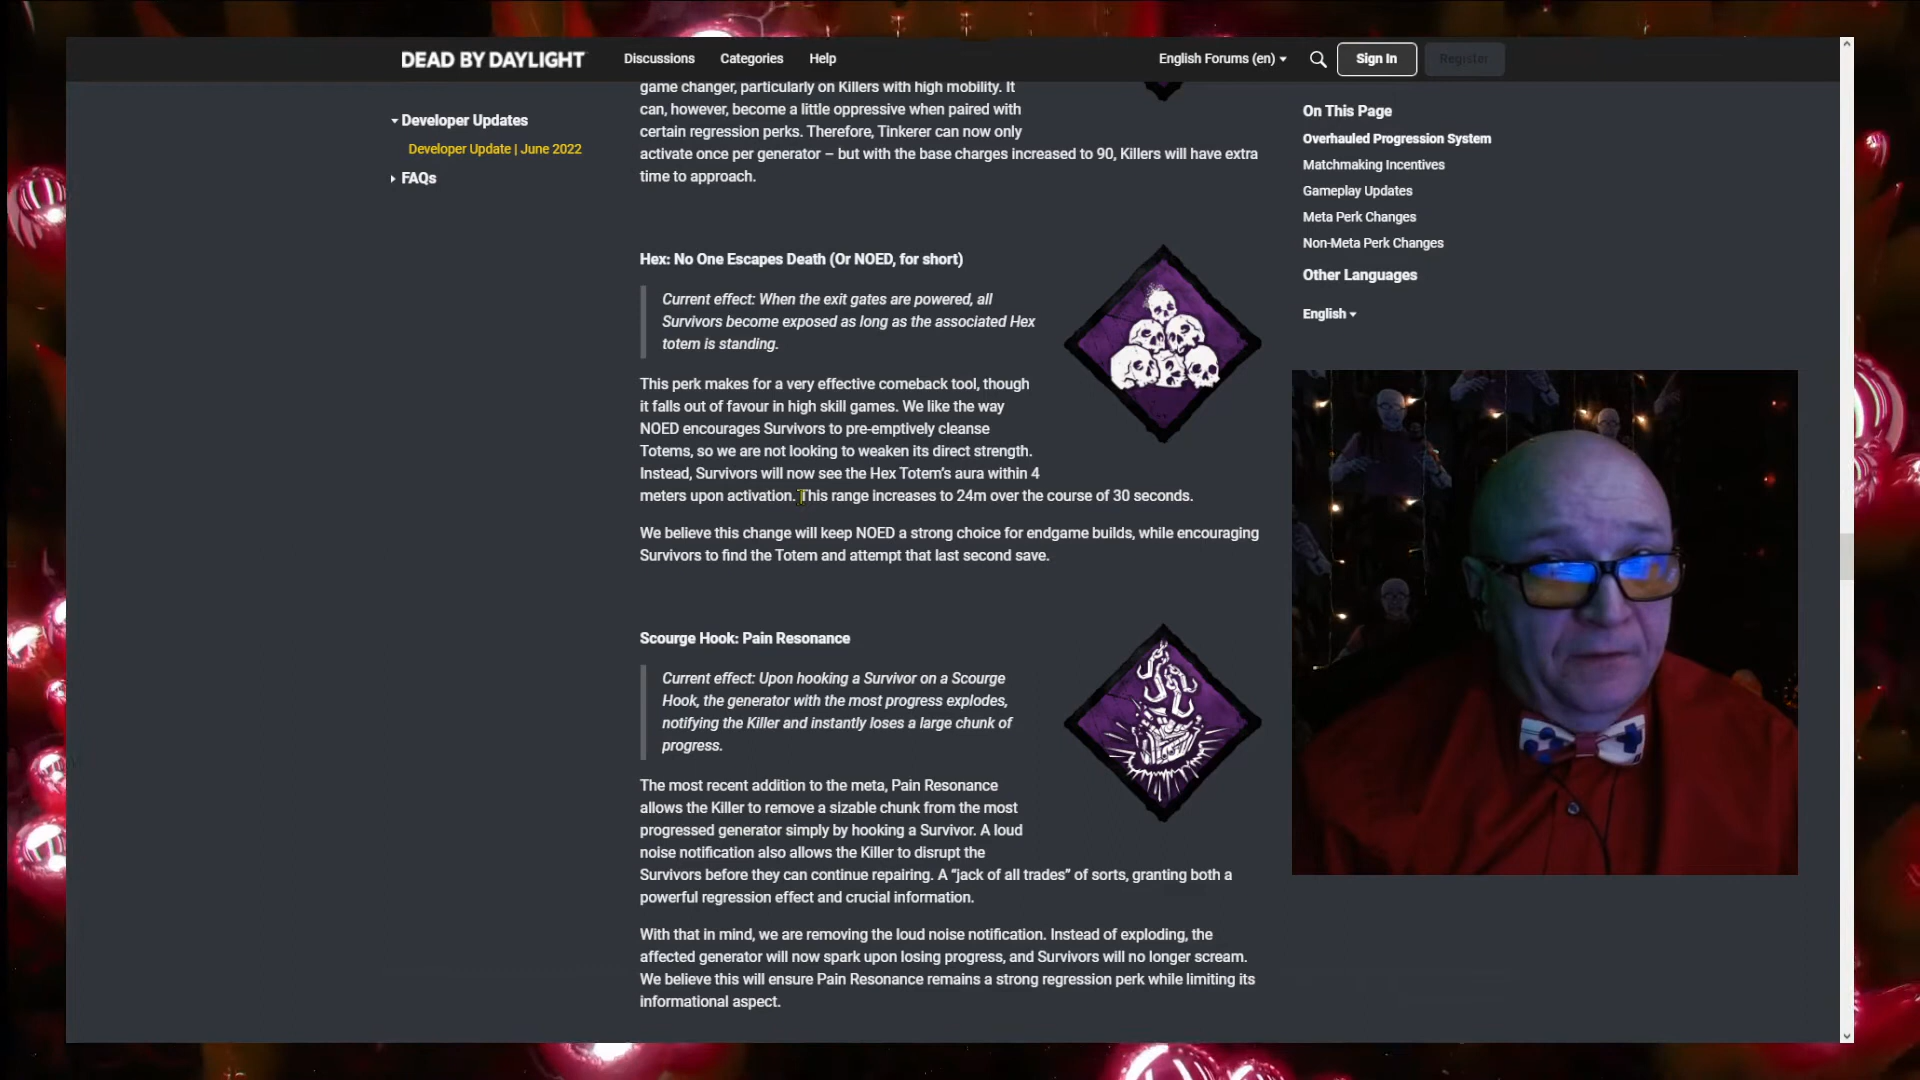 DEAD BY DAYLIGHT
Discussions
Categories
Help
English Forums (en)
Sign In
Register
Developer Updates
Developer Update | June 2022
FAQs
game changer, particularly on Killers with high mobility. It
can, however, become a little oppressive when paired with
certain regression perks. Therefore, Tinkerer can now only
activate once per generator – but with the base charges increased to 90, Killers will have extra
time to approach.
Hex: No One Escapes Death (Or NOED, for short)
Current effect: When the exit gates are powered, all
Survivors become exposed as long as the associated Hex
totem is standing.
This perk makes for a very effective comeback tool, though
it falls out of favour in high skill games. We like the way
NOED encourages Survivors to pre-emptively cleanse
Totems, so we are not looking to weaken its direct strength.
Instead, Survivors will now see the Hex Totem's aura within 4
meters upon activation. This range increases to 24m over the course of 30 seconds.
We believe this change will keep NOED a strong choice for endgame builds, while encouraging
Survivors to find the Totem and attempt that last second save.
Scourge Hook: Pain Resonance
Current effect: Upon hooking a Survivor on a Scourge
Hook, the generator with the most progress explodes,
notifying the Killer and instantly loses a large chunk of
progress.
The most recent addition to the meta, Pain Resonance
allows the Killer to remove a sizable chunk from the most
progressed generator simply by hooking a Survivor. A loud
noise notification also allows the Killer to disrupt the
Survivors before they can continue repairing. A “jack of all trades” of sorts, granting both a
powerful regression effect and crucial information.
With that in mind, we are removing the loud noise notification. Instead of exploding, the
affected generator will now spark upon losing progress, and Survivors will no longer scream.
We believe this will ensure Pain Resonance remains a strong regression perk while limiting its
informational aspect.
On This Page
Overhauled Progression System
Matchmaking Incentives
Gameplay Updates
Meta Perk Changes
Non-Meta Perk Changes
Other Languages
English